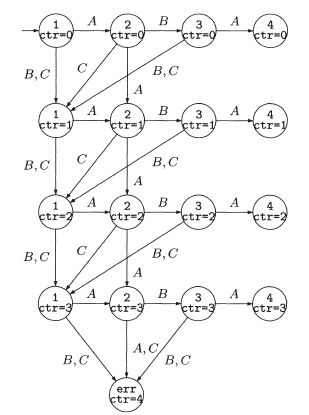 A B A
1 2 3 4
ctr=0 ctr=0 ctr=0 ctr=0
B,C C B,C
A
A B A
1 2 3 4
ctr=1 ctr=1 ctr=1 ctr=1
B,C C B,C
A
A B A
1 2 3 4
ctr=2 ctr=2 ctr=2 ctr=2
B,C C B,C
A
A B A
1 2 3 4
ctr=3 ctr=3 ctr=3 ctr=3
B,C A,C B,C
err
ctr=4